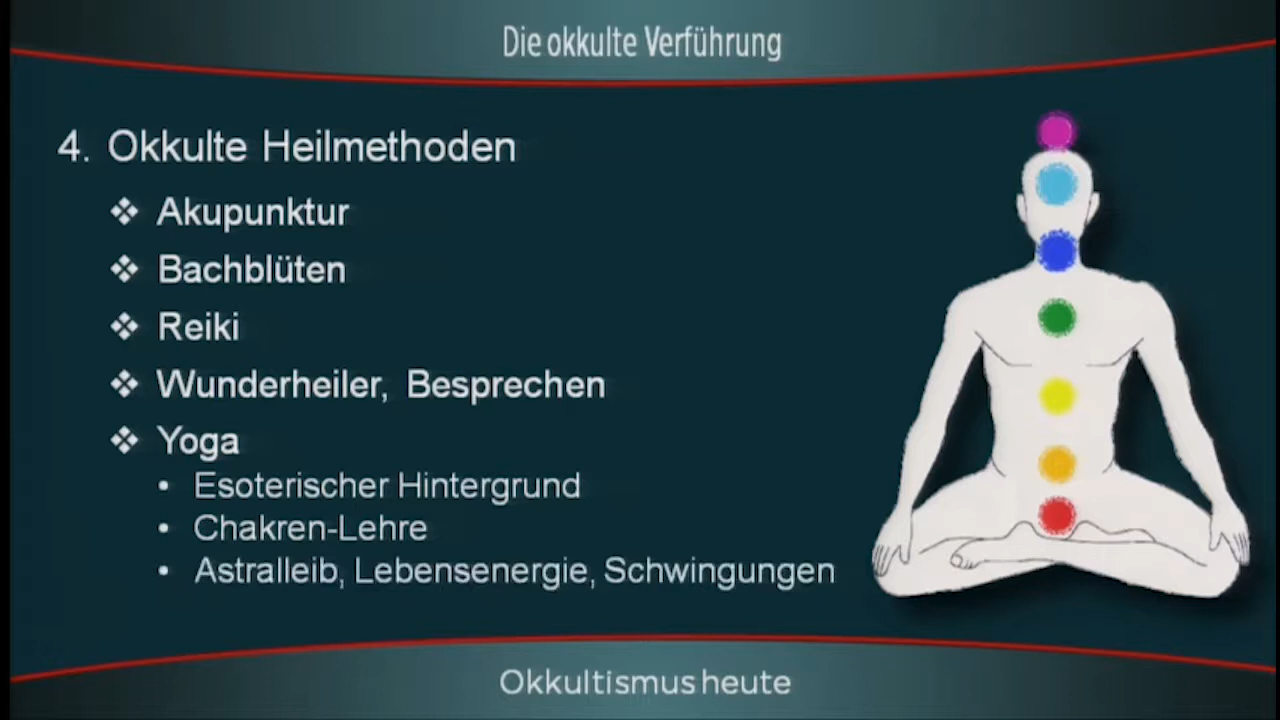 Die okkulte Verführung
4. Okkulte Heilmethoden
❖ Akupunktur
❖ Bachblüten
❖ Reiki
❖ Wunderheiler, Besprechen
❖ Yoga
• Esoterischer Hintergrund
• Chakren-Lehre
• Astralleib, Lebensenergie, Schwingungen
Okkultismus heute